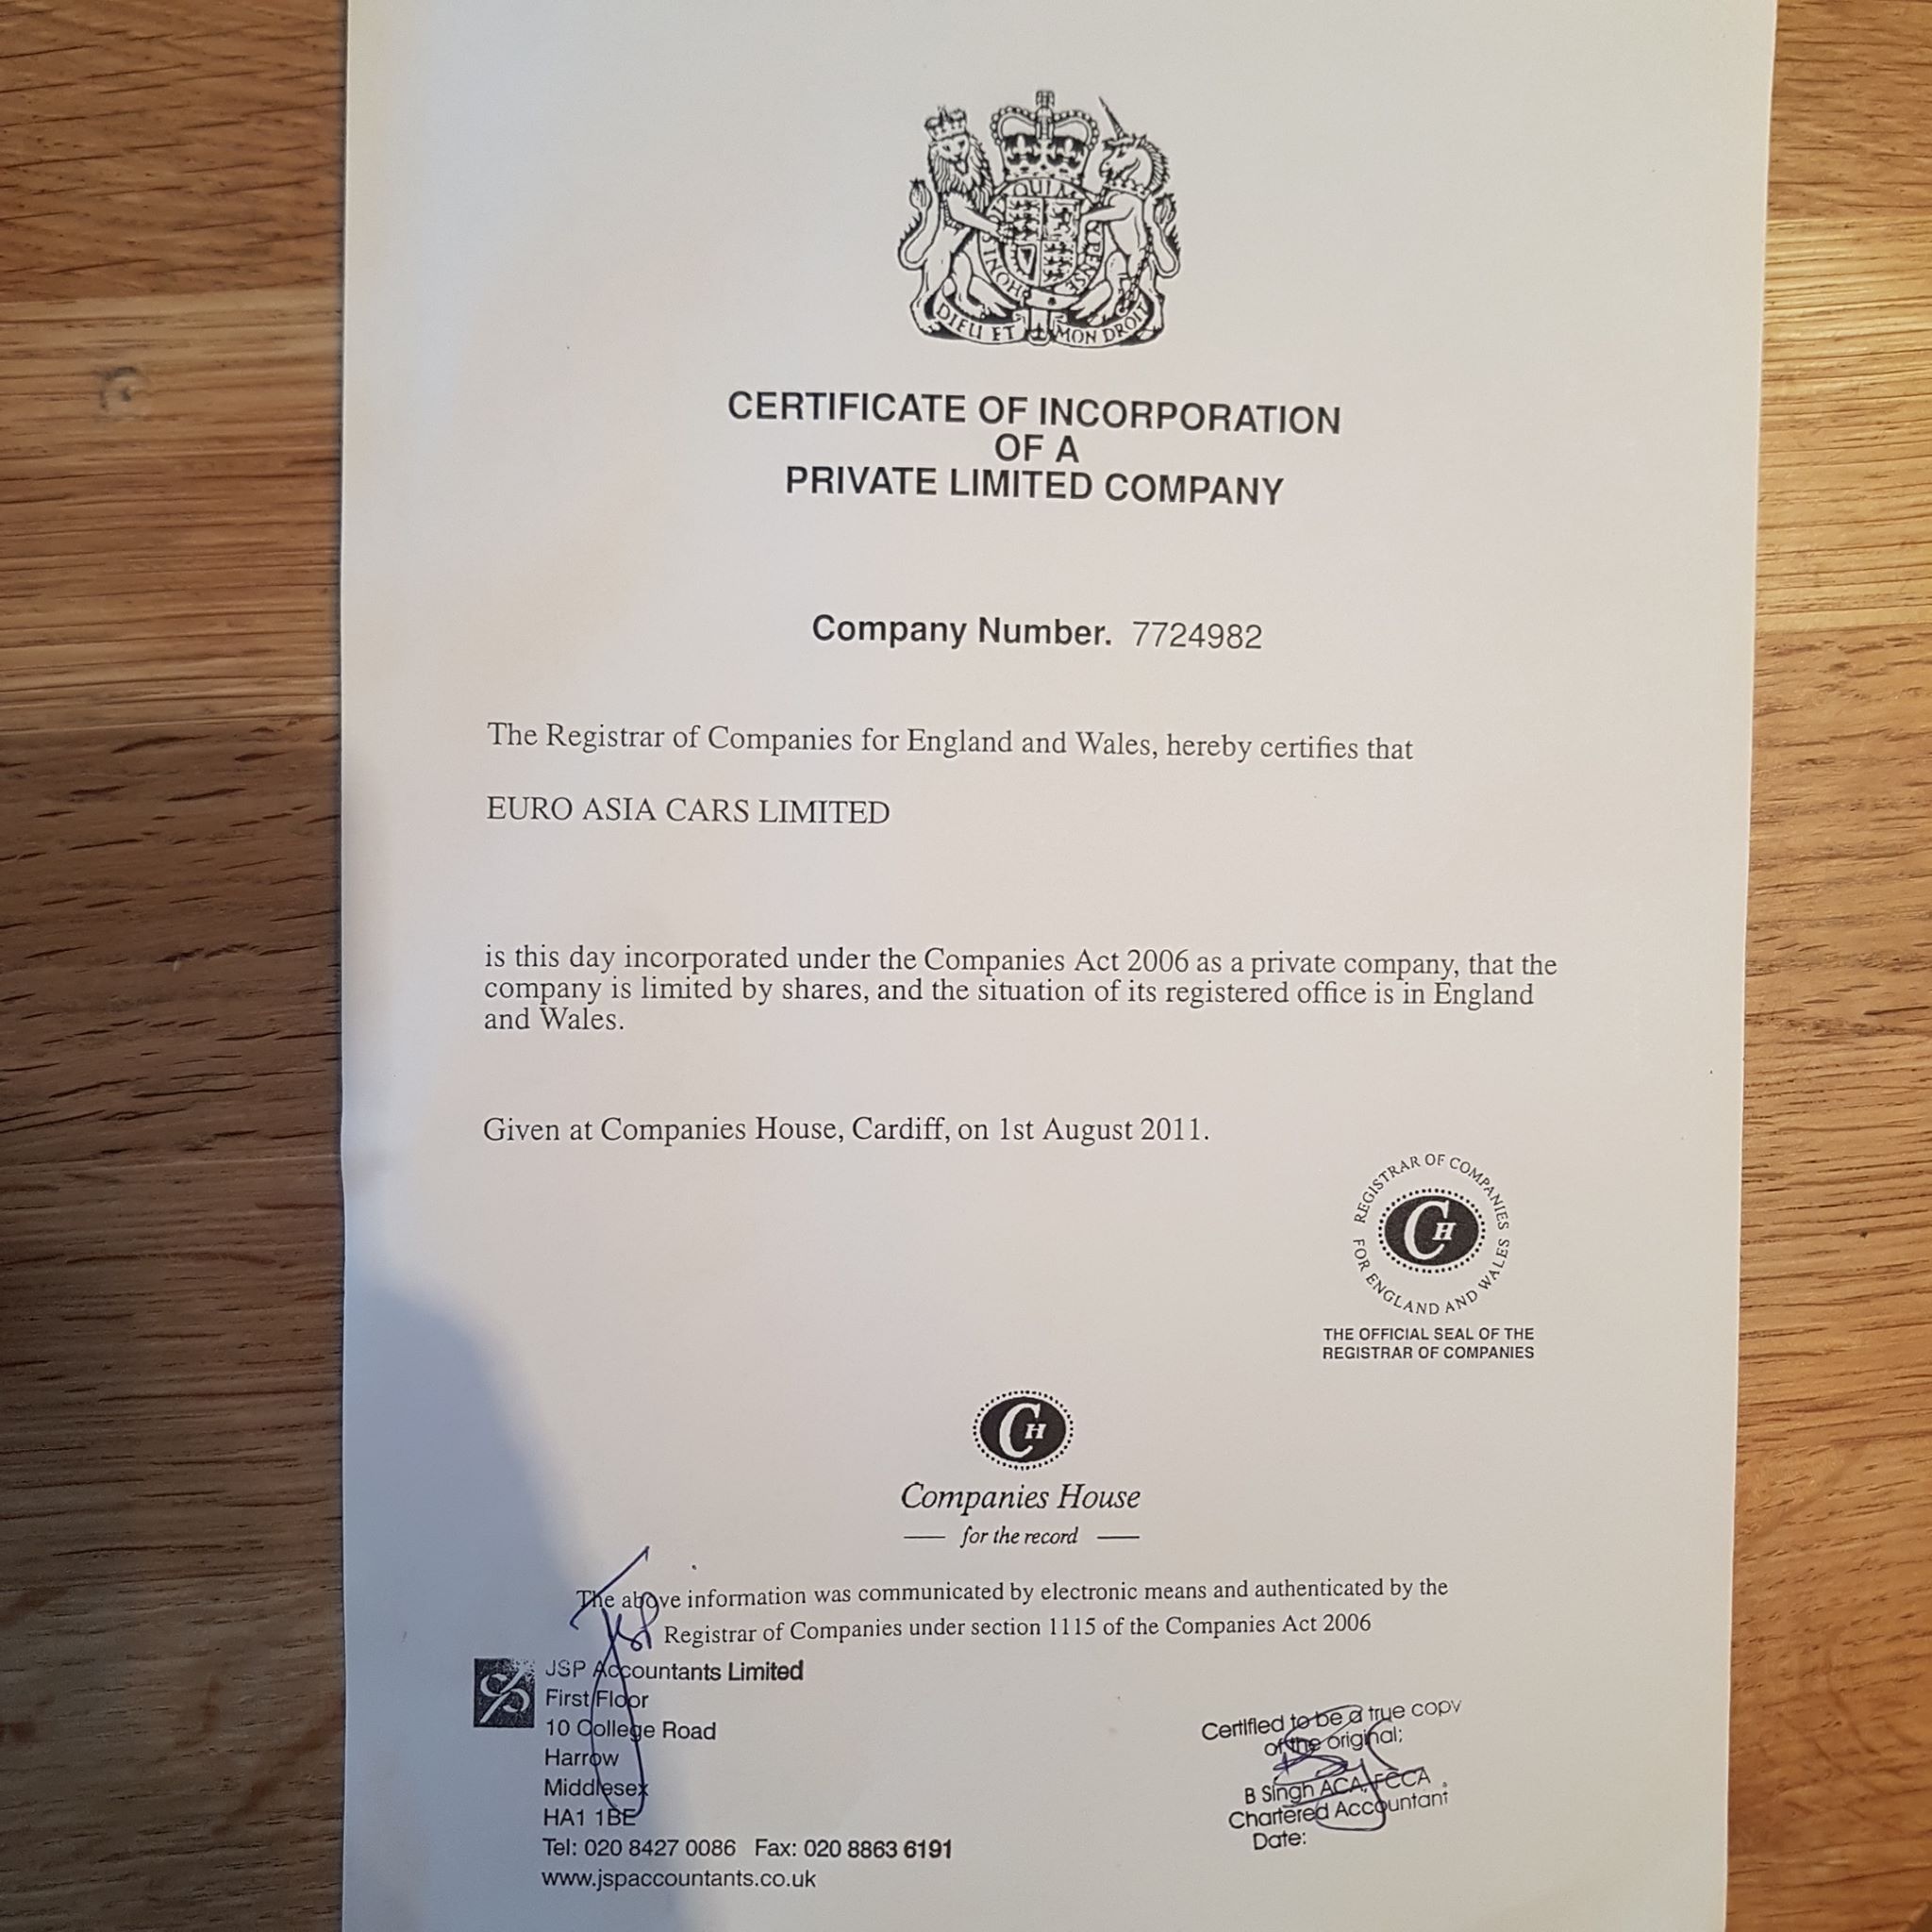 QUI
HONI
PENSE
DIEU ET MON DROIT
CERTIFICATE OF INCORPORATION
OF A
PRIVATE LIMITED COMPANY
Company Number. 7724982
The Registrar of Companies for England and Wales, hereby certifies that
EURO ASIA CARS LIMITED
is this day incorporated under the Companies Act 2006 as a private company, that the
company is limited by shares, and the situation of its registered office is in England
and Wales.
Given at Companies House, Cardiff, on 1st August 2011.
REGISTRAR OF COMPANIES
CH
FOR ENGLAND AND WALES
THE OFFICIAL SEAL OF THE
REGISTRAR OF COMPANIES
CH
Companies House
for the record
The above information was communicated by electronic means and authenticated by the
Registrar of Companies under section 1115 of the Companies Act 2006
JSP Accountants Limited
First Floor
10 College Road
Harrow
Middlesex
HA1 1BE
Tel: 020 8427 0086 Fax: 020 8863 6191
www.jspaccountants.co.uk
Certified to be a true copy
of the original:
B Singh ACA, FCCA
Chartered Accountant
Date: